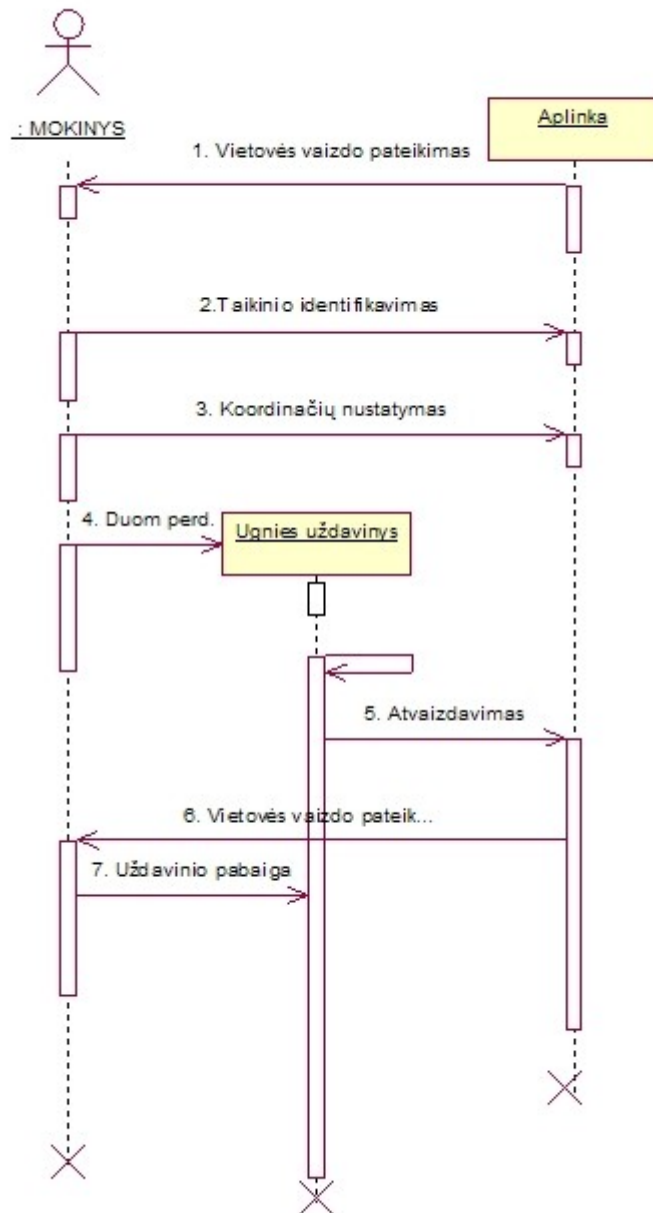 : MOKINYS
Aplinka
1. Vietovės vaizdo pateikimas
2.Taikinio identifikavimas
3. Koordinačių nustatymas
4. Duom perd.
Ugnies uždavinys
5. Atvaizdavimas
6. Vietovės vaizdo pateik...
7. Uždavinio pabaiga